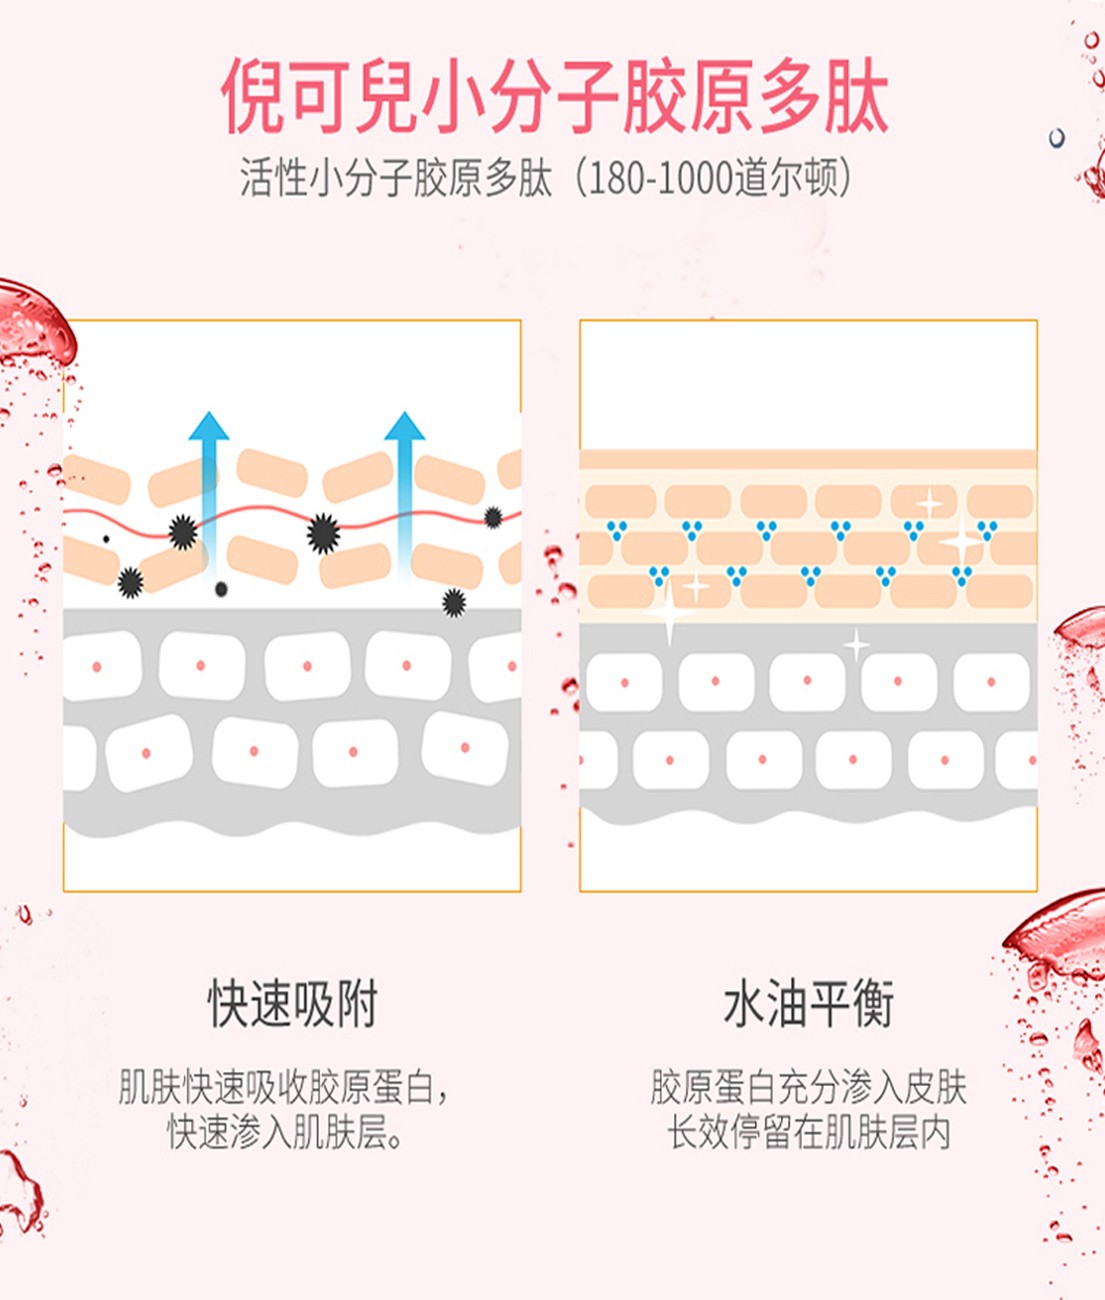 倪可兒小分子胶原多肽
活性小分子胶原多肽（180-1000道尔顿）
快速吸附
肌肤快速吸收胶原蛋白，
快速渗入肌肤层。
水油平衡
胶原蛋白充分渗入皮肤
长效停留在肌肤层内